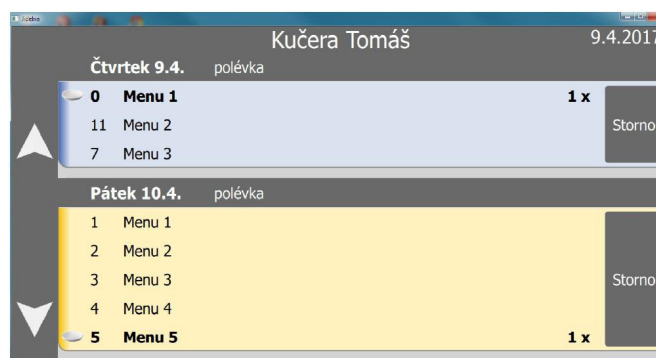 Jídelna
Kučera Tomáš 9.4.2017
Čtvrtek 9.4. polévka
0 Menu 1 1 x
11 Menu 2
Storno
7 Menu 3
Pátek 10.4. polévka
1 Menu 1
2 Menu 2
3 Menu 3
Storno
4 Menu 4
5 Menu 5 1 x